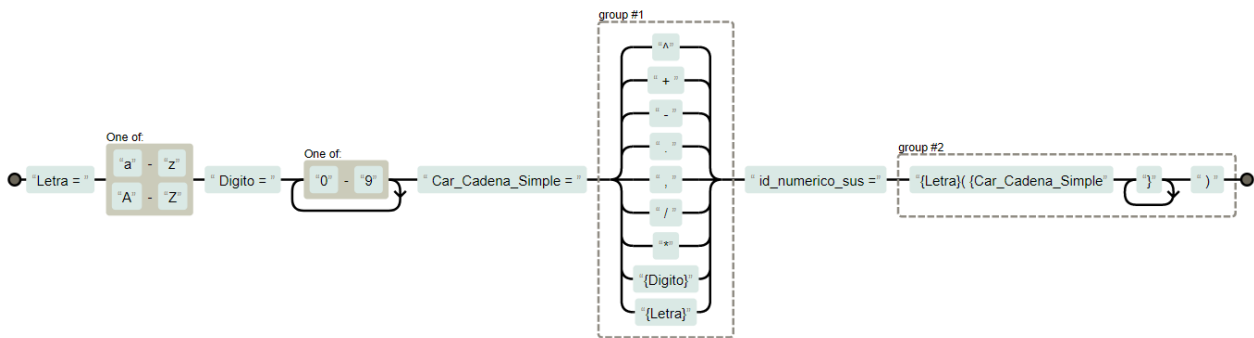 group #1
“^”
“ + ”
“ - ”
“ . ”
“ , ”
“ / ”
“*”
“{Digito}”
“{Letra}”
One of:
“a” - “z”
“A” - “Z”
“Letra = ”
“ Digito = ”
One of:
“0” - “9”
“ Car_Cadena_Simple = ”
“ id_numerico_sus =”
group #2
“{Letra}( {Car_Cadena_Simple”
“}”
“ ) ”